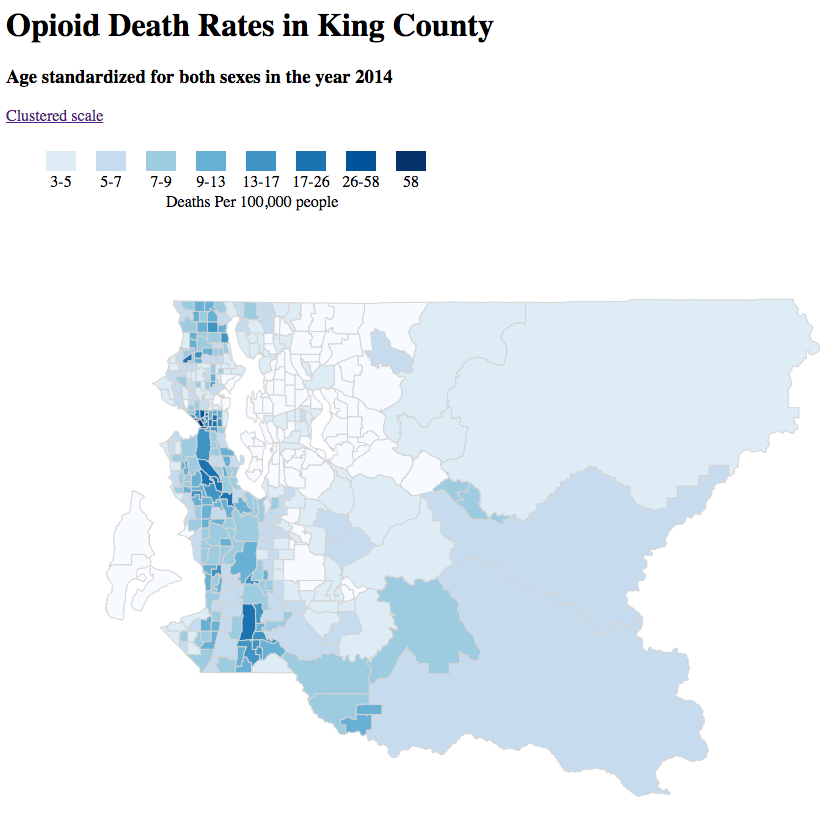 Opioid Death Rates in King County
Age standardized for both sexes in the year 2014
Clustered scale
3-5 5-7 7-9 9-13 13-17 17-26 26-58 58
Deaths Per 100,000 people